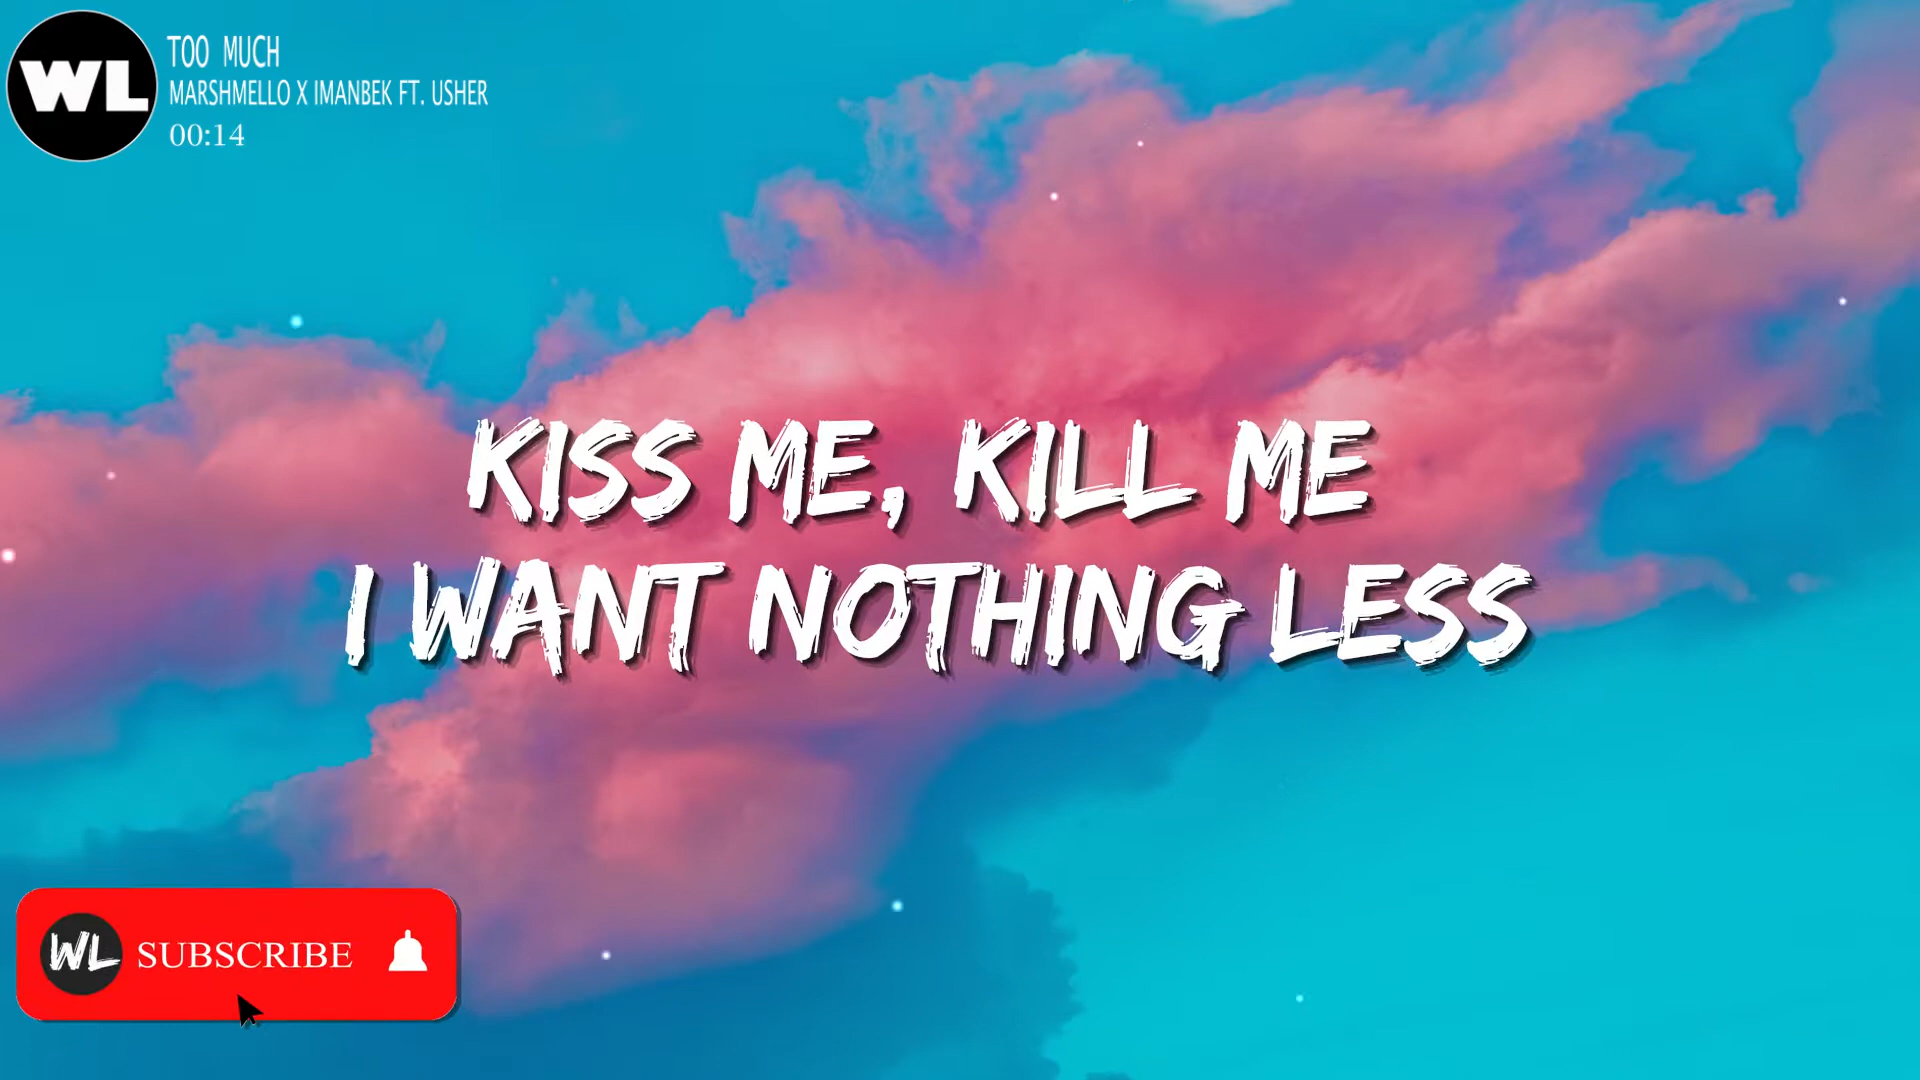 WL
TOO MUCH
MARSHMELLO X IMANBEK FT. USHER
00:14
KISS ME, KILL ME
I WANT NOTHING LESS
WL SUBSCRIBE